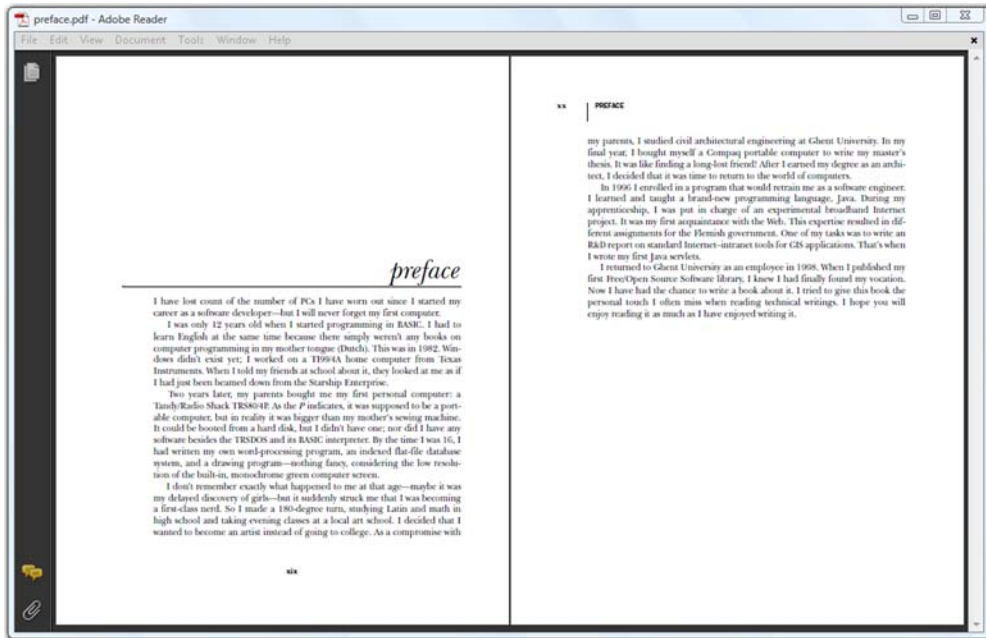 preface.pdf - Adobe Reader
File Edit View Document Tools Window Help
preface
I have lost count of the number of PCs I have worn out since I started my
career as a software developer—but I will never forget my first computer.
I was only 12 years old when I started programming in BASIC. I had to
learn English at the same time because there simply weren't any books on
computer programming in my mother tongue (Dutch). This was in 1982. Win-
dows didn't exist yet; I worked on a TI99/4A home computer from Texas
Instruments. When I told my friends at school about it, they looked at me as if
I had just been beamed down from the Starship Enterprise.
Two years later, my parents bought me my first personal computer: a
Tandy/Radio Shack TRS80/4P. As the P indicates, it was supposed to be a port-
able computer, but in reality it was bigger than my mother's sewing machine.
It could be booted from a hard disk, but I didn't have one; nor did I have any
software besides the TRSDOS and its BASIC interpreter. By the time I was 16, I
had written my own word-processing program, an indexed flat-file database
system, and a drawing program—nothing fancy, considering the low resolu-
tion of the built-in, monochrome green computer screen.
I don't remember exactly what happened to me at that age—maybe it was
my delayed discovery of girls—but it suddenly struck me that I was becoming
a first-class nerd. So I made a 180-degree turn, studying Latin and math in
high school and taking evening classes at a local art school. I decided that I
wanted to become an artist instead of going to college. As a compromise with
xix
xx PREFACE
my parents, I studied civil architectural engineering at Ghent University. In my
final year, I bought myself a Compaq portable computer to write my master's
thesis. It was like finding a long-lost friend! After I earned my degree as an archi-
tect, I decided that it was time to return to the world of computers.
In 1996 I enrolled in a program that would retrain me as a software engineer.
I learned and taught a brand-new programming language, Java. During my
apprenticeship, I was put in charge of an experimental broadband Internet
project. It was my first acquaintance with the Web. This expertise resulted in dif-
ferent assignments for the Flemish government. One of my tasks was to write an
R&D report on standard Internet–intranet tools for GIS applications. That's when
I wrote my first Java servlets.
I returned to Ghent University as an employee in 1998. When I published my
first Free/Open Source Software library, I knew I had finally found my vocation.
Now I have had the chance to write a book about it. I tried to give this book the
personal touch I often miss when reading technical writings. I hope you will
enjoy reading it as much as I have enjoyed writing it.